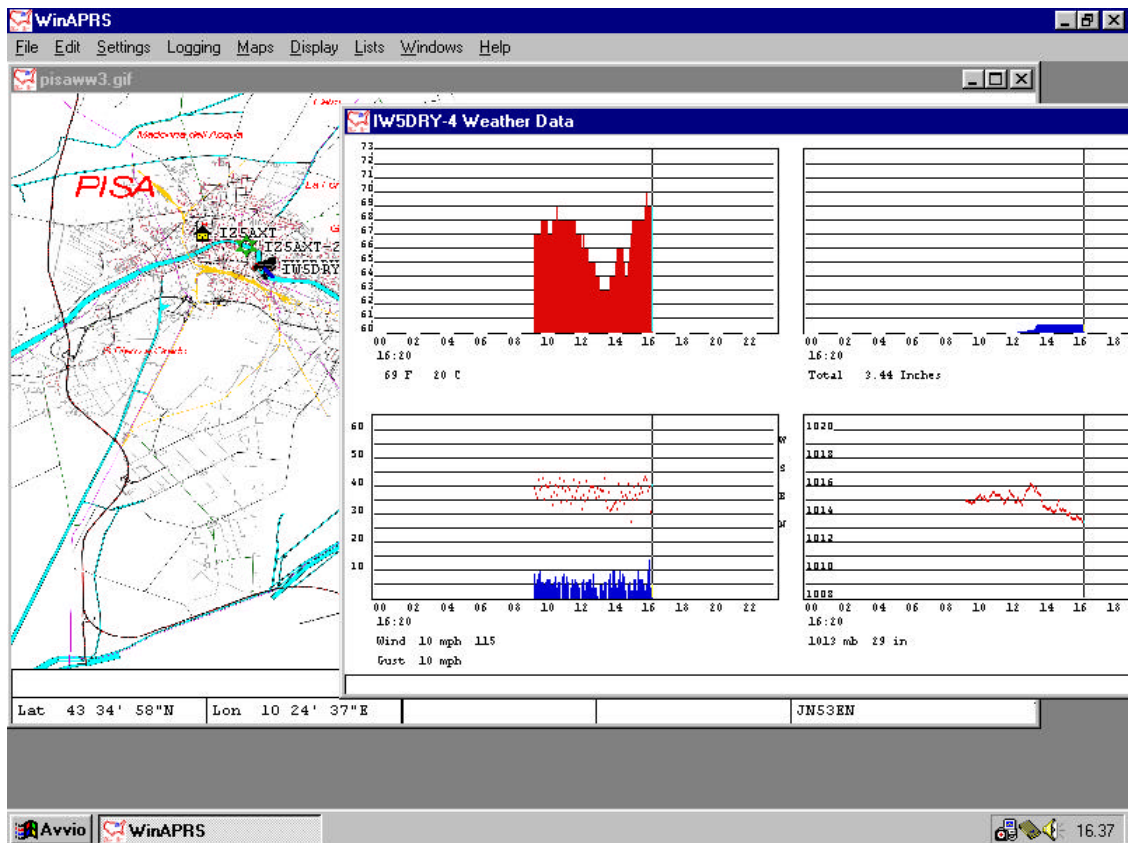 WinAPRS
File Edit Settings Logging Maps Display Lists Windows Help
pisaww3.gif
Madonna dell'Acqua
PISA
IZ5AXT
IZ5AXT-2
IW5DRY
IW5DRY-4 Weather Data
73
72
71
70
69
68
67
66
65
64
63
62
61
60
00 02 04 06 08 10 12 14 16 18 20 22
16:20
69 F 20 C
00 02 04 06 08 10 12 14 16 18
16:20
Total 3.44 Inches
60
50
40
30
20
10
W
S
E
W
00 02 04 06 08 10 12 14 16 18 20 22
16:20
Wind 10 mph 115
Gust 10 mph
1020
1018
1016
1014
1012
1010
1008
00 02 04 06 08 10 12 14 16 18
16:20
1013 mb 29 in
Lat 43 34' 58"N Lon 10 24' 37"E JN53EN
Avvio WinAPRS 16.37